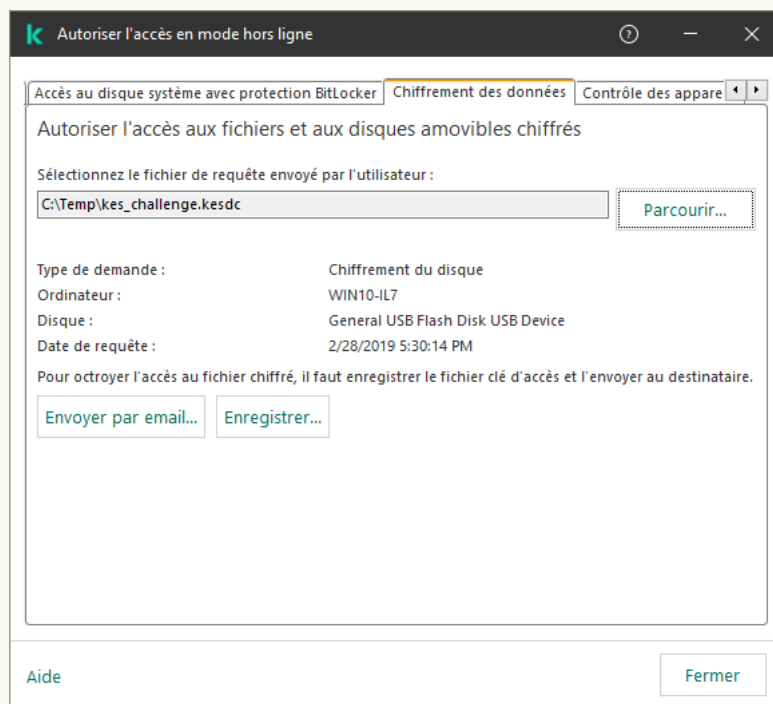 Autoriser l'accès en mode hors ligne
Accès au disque système avec protection BitLocker Chiffrement des données Contrôle des appare
Autoriser l'accès aux fichiers et aux disques amovibles chiffrés
Sélectionnez le fichier de requête envoyé par l'utilisateur :
C:\Temp\kes_challenge.kesdc Parcourir...
Type de demande : Chiffrement du disque
Ordinateur : WIN10-IL7
Disque : General USB Flash Disk USB Device
Date de requête : 2/28/2019 5:30:14 PM
Pour octroyer l'accès au fichier chiffré, il faut enregistrer le fichier clé d'accès et l'envoyer au destinataire.
Envoyer par email... Enregistrer...
Aide Fermer